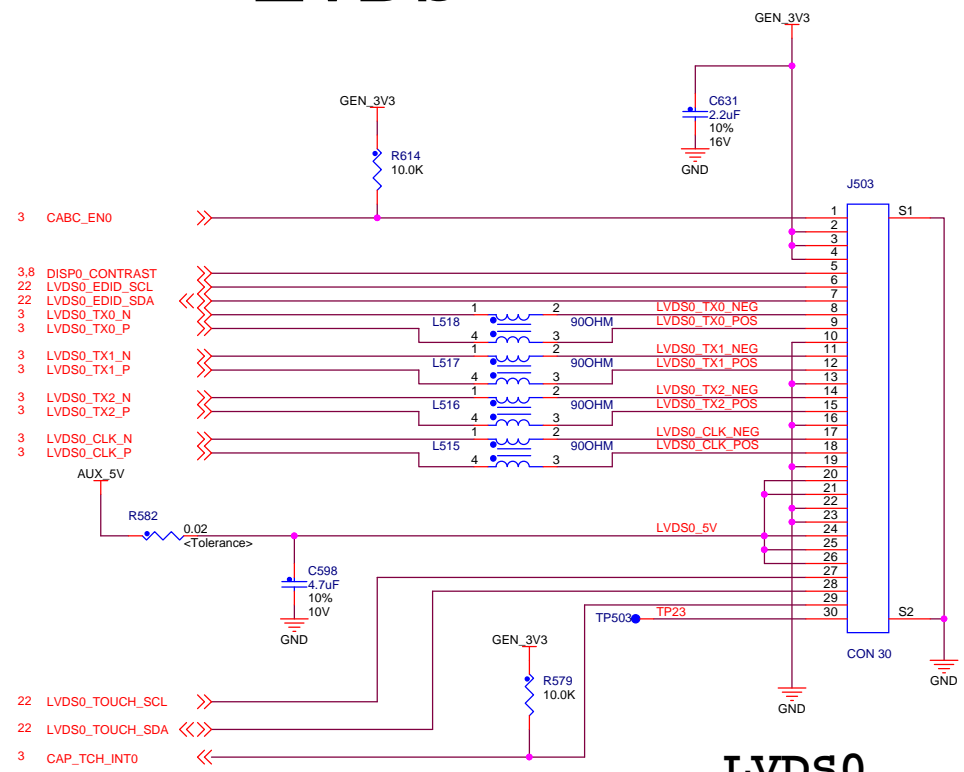 GEN_3V3
GEN_3V3
C631
2.2uF
10%
16V
GND
R614
10.0K
J503
3 CABC_EN0
1
S1
2
3
4
3,8 DISP0_CONTRAST
5
22 LVDS0_EDID_SCL
6
22 LVDS0_EDID_SDA
7
3 LVDS0_TX0_N
1
2
LVDS0_TX0_NEG
8
3 LVDS0_TX0_P
L518
90OHM
LVDS0_TX0_POS
9
4
3
10
3 LVDS0_TX1_N
1
2
LVDS0_TX1_NEG
11
3 LVDS0_TX1_P
L517
90OHM
LVDS0_TX1_POS
12
4
3
13
3 LVDS0_TX2_N
1
2
LVDS0_TX2_NEG
14
3 LVDS0_TX2_P
L516
90OHM
LVDS0_TX2_POS
15
4
3
16
3 LVDS0_CLK_N
1
2
LVDS0_CLK_NEG
17
3 LVDS0_CLK_P
L515
90OHM
LVDS0_CLK_POS
18
4
3
19
AUX_5V
20
21
22
23
R582
0.02
<Tolerance>
LVDS0_5V
24
25
26
C598
4.7uF
10%
10V
GND
27
28
29
TP503
TP23
30
S2
CON 30
GND
GEN_3V3
R579
10.0K
GND
22 LVDS0_TOUCH_SCL
22 LVDS0_TOUCH_SDA
3 CAP_TCH_INT0
LVDS0